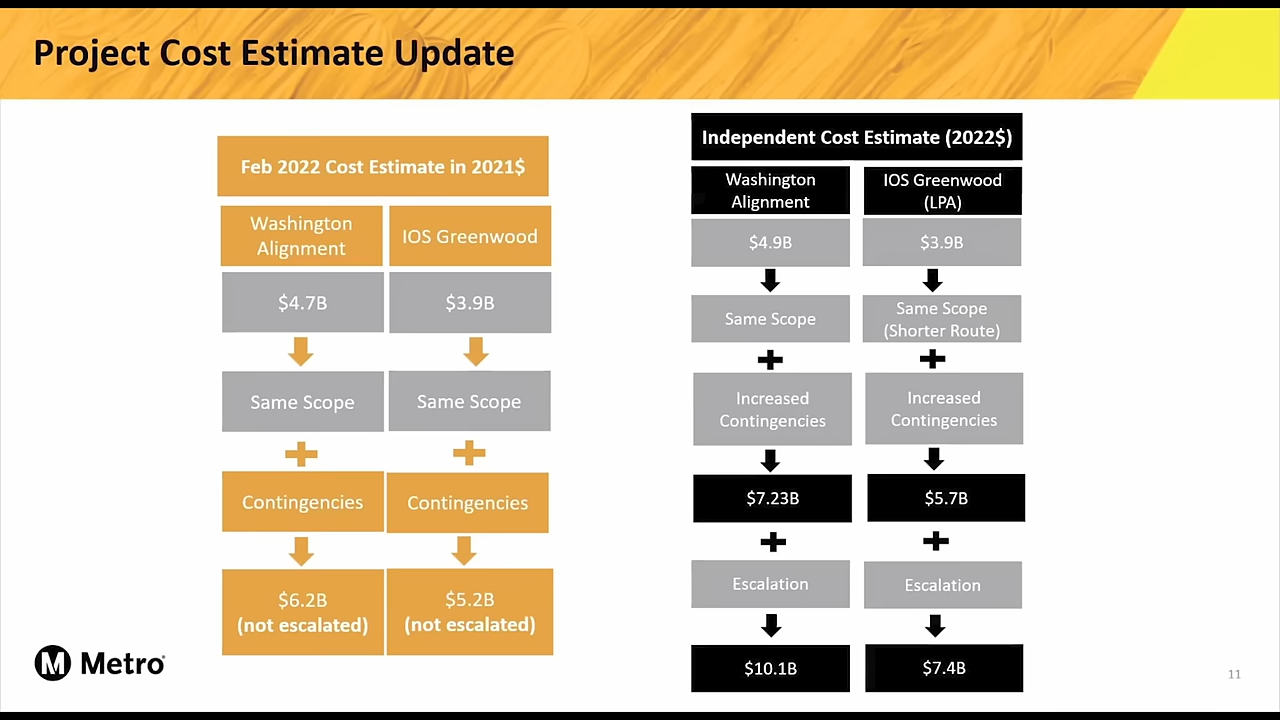 Project Cost Estimate Update
Feb 2022 Cost Estimate in 2021$
Washington
Alignment
IOS Greenwood
$4.7B
$3.9B
Same Scope
Same Scope
Contingencies
Contingencies
$6.2B
(not escalated)
$5.2B
(not escalated)
Independent Cost Estimate (2022$)
Washington
Alignment
IOS Greenwood
(LPA)
$4.9B
$3.9B
Same Scope
Same Scope
(Shorter Route)
Increased
Contingencies
Increased
Contingencies
$7.23B
$5.7B
Escalation
Escalation
$10.1B
$7.4B
M Metro
11